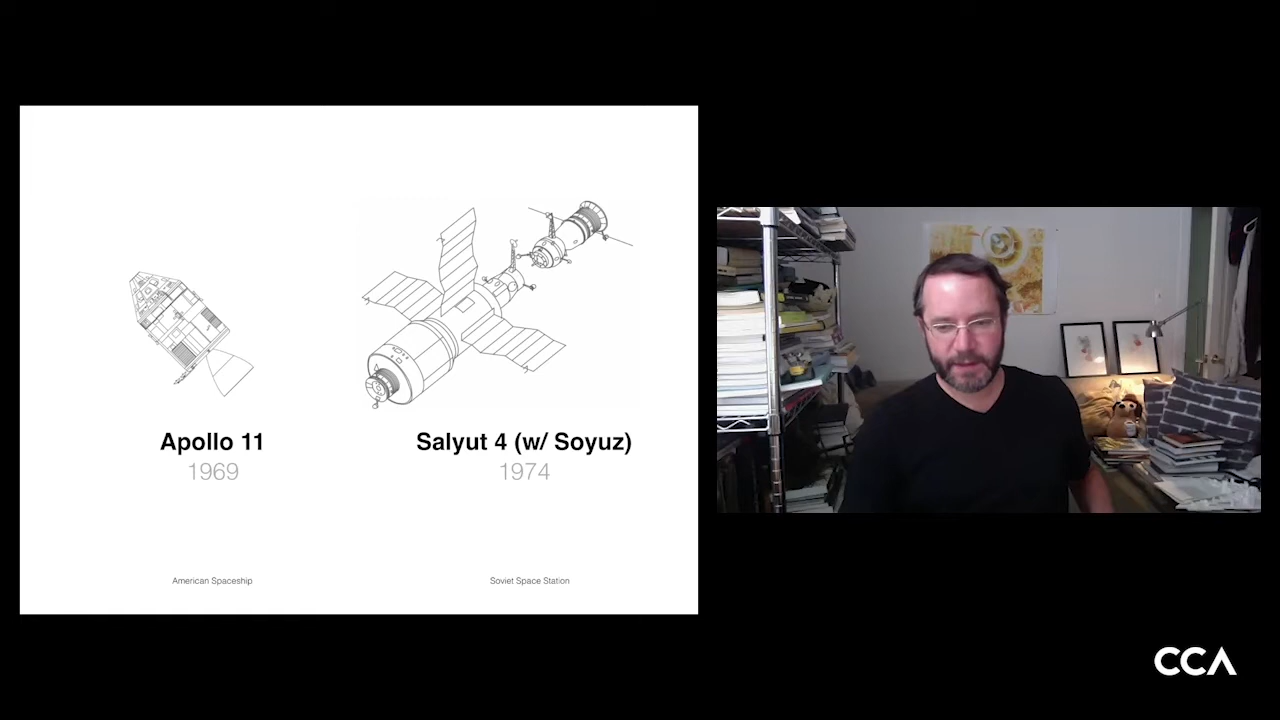 Apollo 11
1969
Salyut 4 (w/ Soyuz)
1974
American Spaceship
Soviet Space Station
CCA